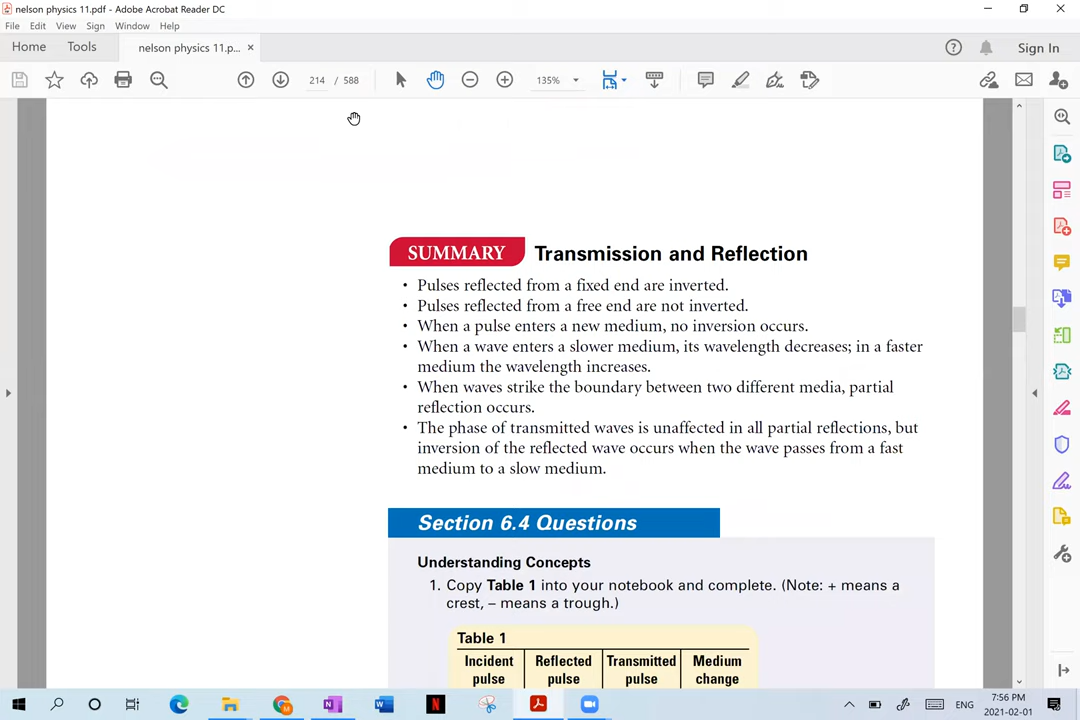 nelson physics 11.pdf - Adobe Acrobat Reader DC
File Edit View Sign Window Help
Home Tools nelson physics 11.p... × Sign In
214 / 588 135%
SUMMARY Transmission and Reflection
• Pulses reflected from a fixed end are inverted.
• Pulses reflected from a free end are not inverted.
• When a pulse enters a new medium, no inversion occurs.
• When a wave enters a slower medium, its wavelength decreases; in a faster
medium the wavelength increases.
• When waves strike the boundary between two different media, partial
reflection occurs.
• The phase of transmitted waves is unaffected in all partial reflections, but
inversion of the reflected wave occurs when the wave passes from a fast
medium to a slow medium.
Section 6.4 Questions
Understanding Concepts
1. Copy Table 1 into your notebook and complete. (Note: + means a
crest, – means a trough.)
Table 1
Incident Reflected Transmitted Medium
pulse pulse pulse change
ENG 7:56 PM
2021-02-01